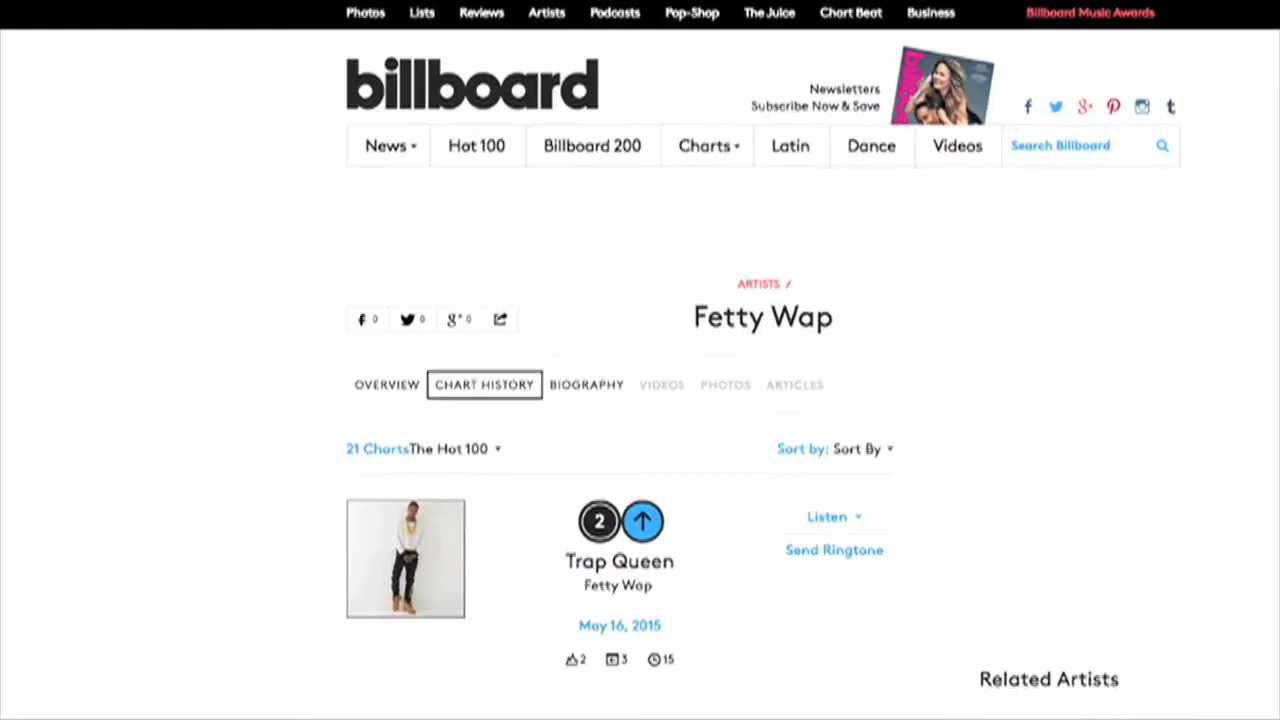 Photos Lists Reviews Artists Podcasts Pop-Shop The Juice Chart Beat Business Billboard Music Awards
billboard
Newsletters
Subscribe Now & Save
f g+ t
News Hot 100 Billboard 200 Charts Latin Dance Videos Search Billboard
ARTISTS /
Fetty Wap
f 0 0 g+ 0
OVERVIEW CHART HISTORY BIOGRAPHY VIDEOS PHOTOS ARTICLES
21 ChartsThe Hot 100 Sort by: Sort By
2
Listen
Send Ringtone
Trap Queen
Fetty Wap
May 16, 2015
2 3 15
Related Artists